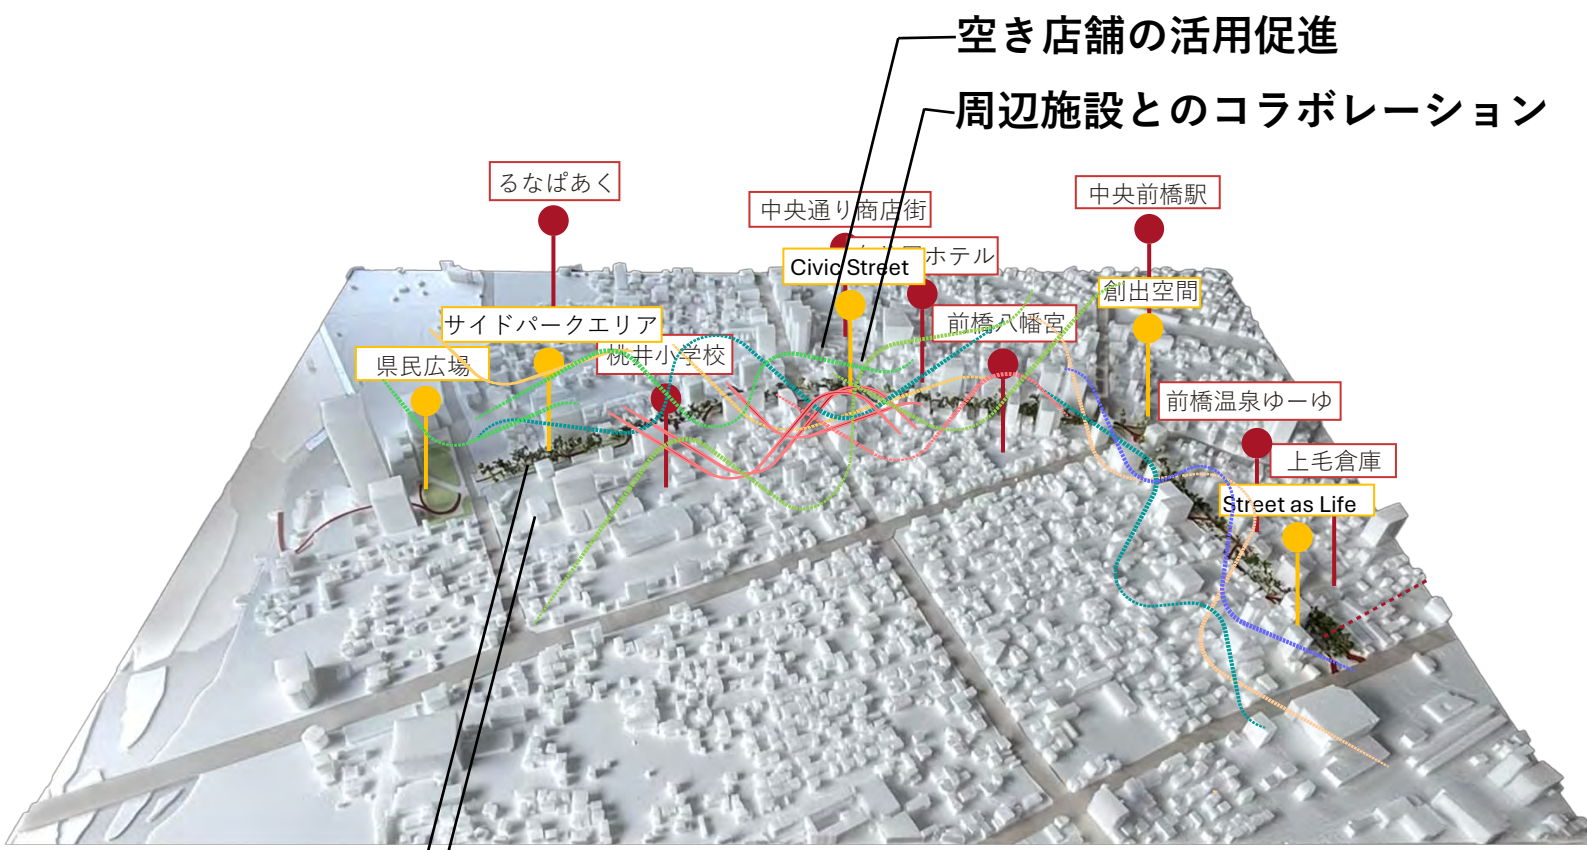 空き店舗の活用促進
周辺施設とのコラボレーション
るなぱあく
中央通り商店街
中央前橋駅
ホテル
Civic Street
創出空間
サイドパークエリア
前橋八幡宮
桃井小学校
県民広場
前橋温泉ゆーゆ
上毛倉庫
Street as Life